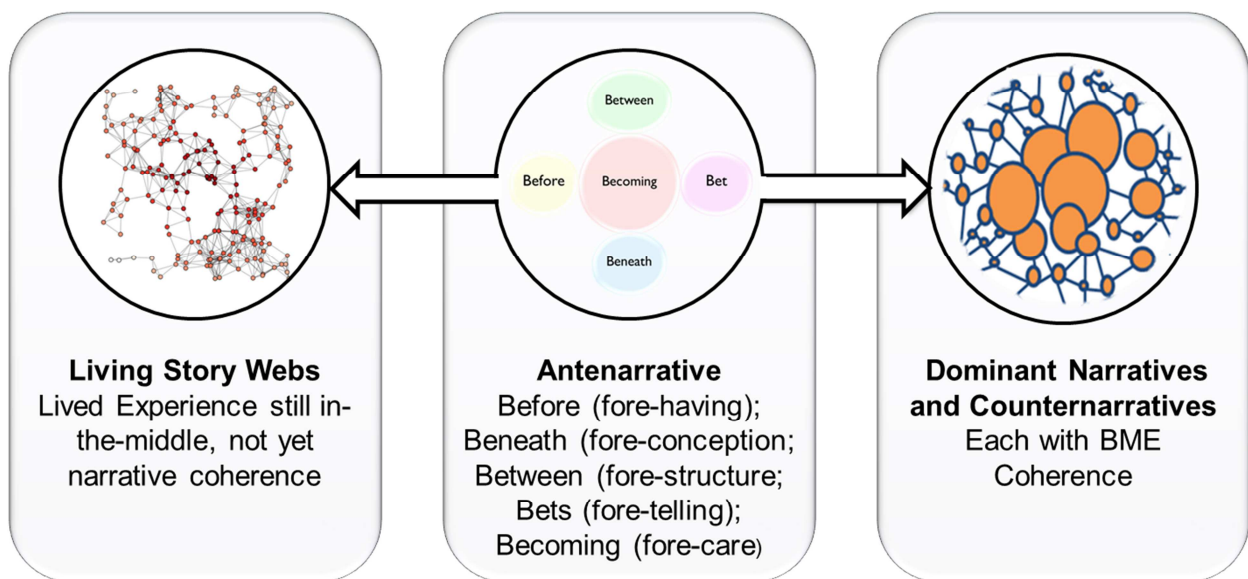 Living Story Webs
Lived Experience still in-
the-middle, not yet
narrative coherence
Between
Before
Becoming
Bet
Beneath
Antenarrative
Before (fore-having);
Beneath (fore-conception;
Between (fore-structure;
Bets (fore-telling);
Becoming (fore-care)
Dominant Narratives
and Counternarratives
Each with BME
Coherence